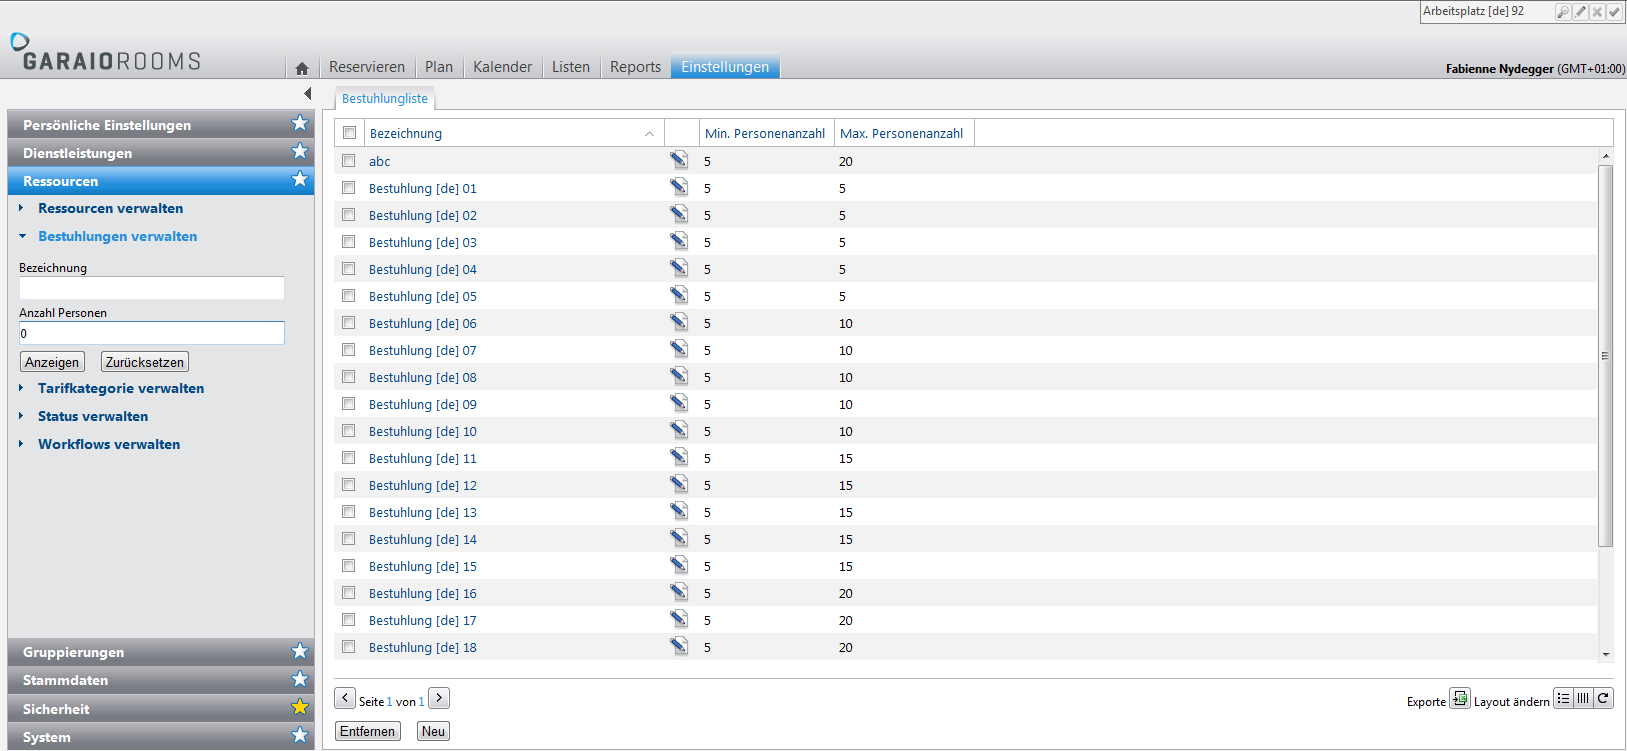 Arbeitsplatz [de] 92
GARAIOROOMS
Reservieren Plan Kalender Listen Reports Einstellungen
Fabienne Nydegger (GMT+01:00)
Persönliche Einstellungen
Dienstleistungen
Ressourcen
Ressourcen verwalten
Bestuhlungen verwalten
Bezeichnung
Anzahl Personen
0
Anzeigen Zurücksetzen
Tarifkategorie verwalten
Status verwalten
Workflows verwalten
Gruppierungen
Stammdaten
Sicherheit
System
Bestuhlungliste
Bezeichnung Min. Personenanzahl Max. Personenanzahl
abc 5 20
Bestuhlung [de] 01 5 5
Bestuhlung [de] 02 5 5
Bestuhlung [de] 03 5 5
Bestuhlung [de] 04 5 5
Bestuhlung [de] 05 5 5
Bestuhlung [de] 06 5 10
Bestuhlung [de] 07 5 10
Bestuhlung [de] 08 5 10
Bestuhlung [de] 09 5 10
Bestuhlung [de] 10 5 10
Bestuhlung [de] 11 5 15
Bestuhlung [de] 12 5 15
Bestuhlung [de] 13 5 15
Bestuhlung [de] 14 5 15
Bestuhlung [de] 15 5 15
Bestuhlung [de] 16 5 20
Bestuhlung [de] 17 5 20
Bestuhlung [de] 18 5 20
Seite 1 von 1
Exporte Layout ändern
Entfernen Neu